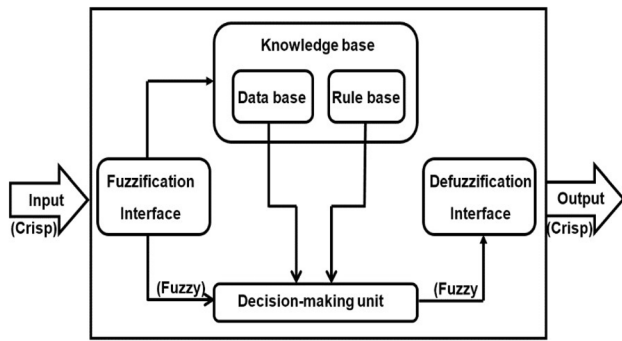 Knowledge base
Data base
Rule base
Fuzzification
Interface
Defuzzification
Interface
Input
(Crisp)
Output
(Crisp)
(Fuzzy)
Decision-making unit
(Fuzzy